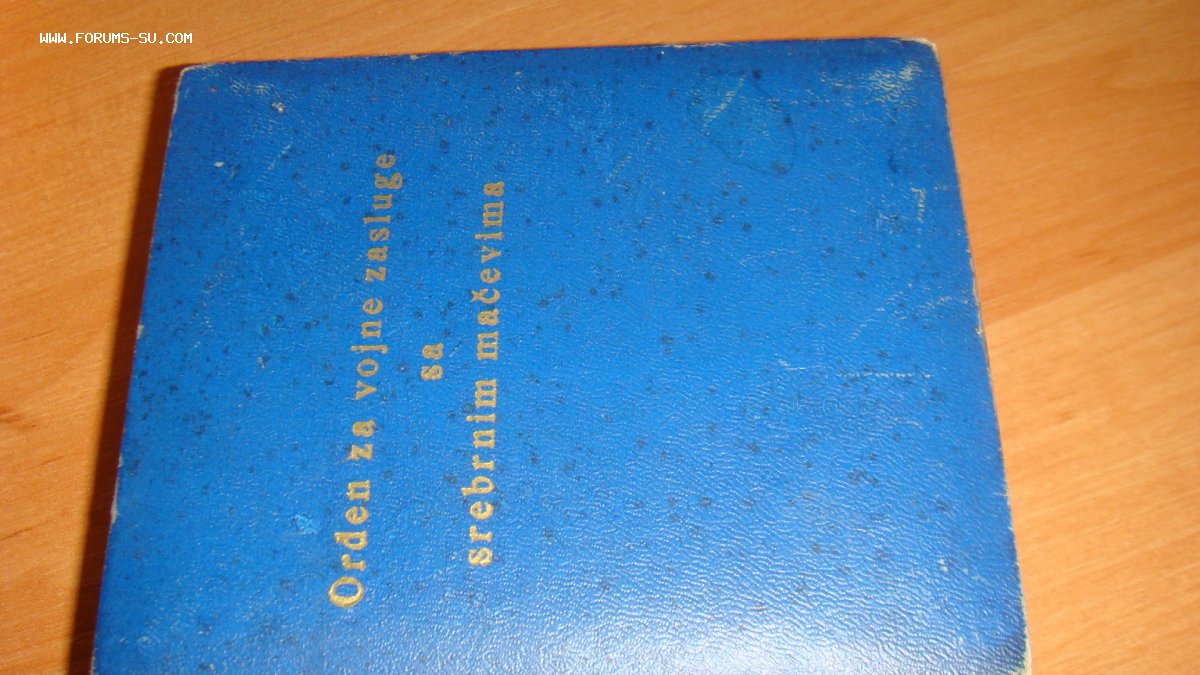 WWW.FORUMS-SU.COM
Orden za vojne zasluge
sa
srebrnim mačevima